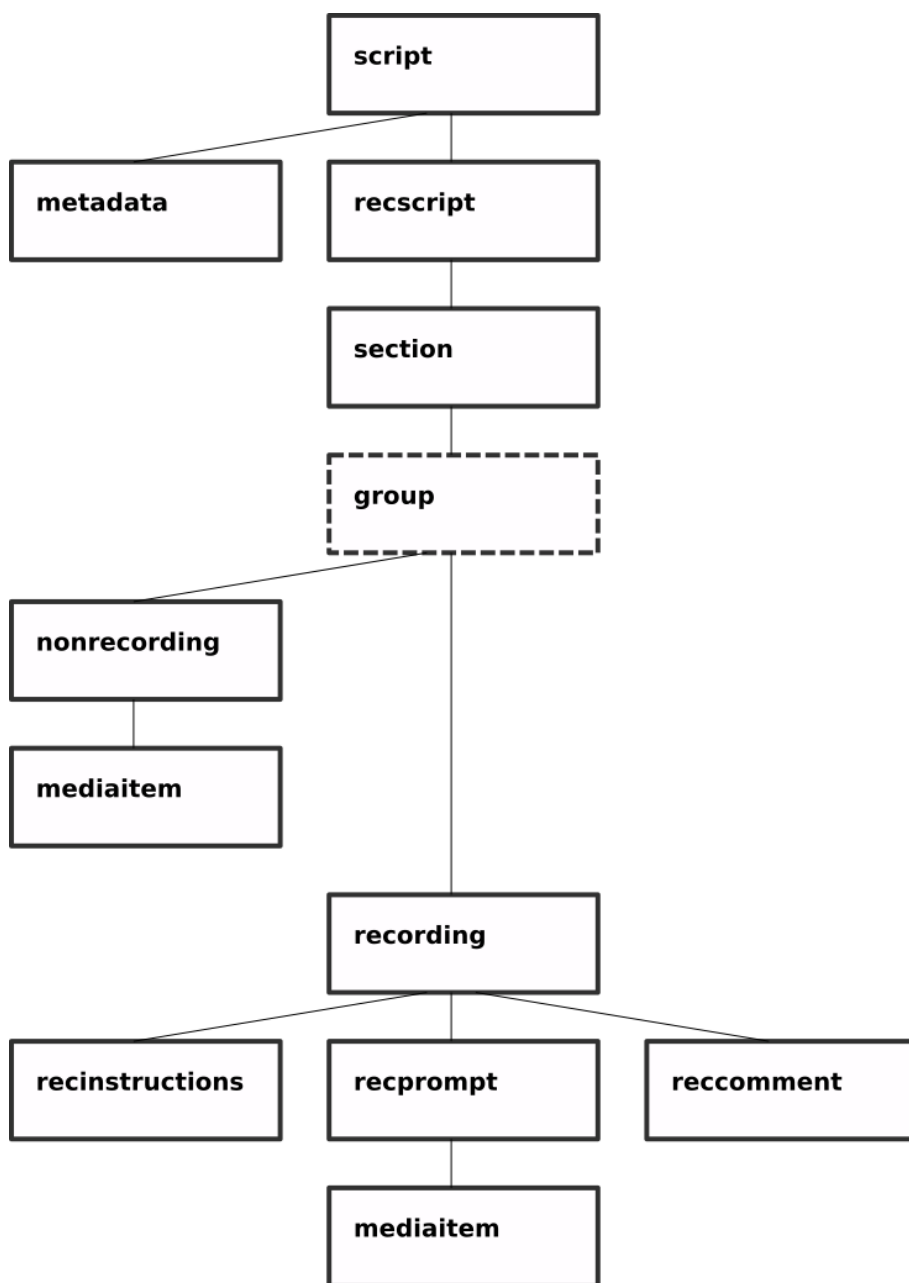 script
metadata
recscript
section
group
nonrecording
mediaitem
recording
recinstructions
recprompt
reccomment
mediaitem